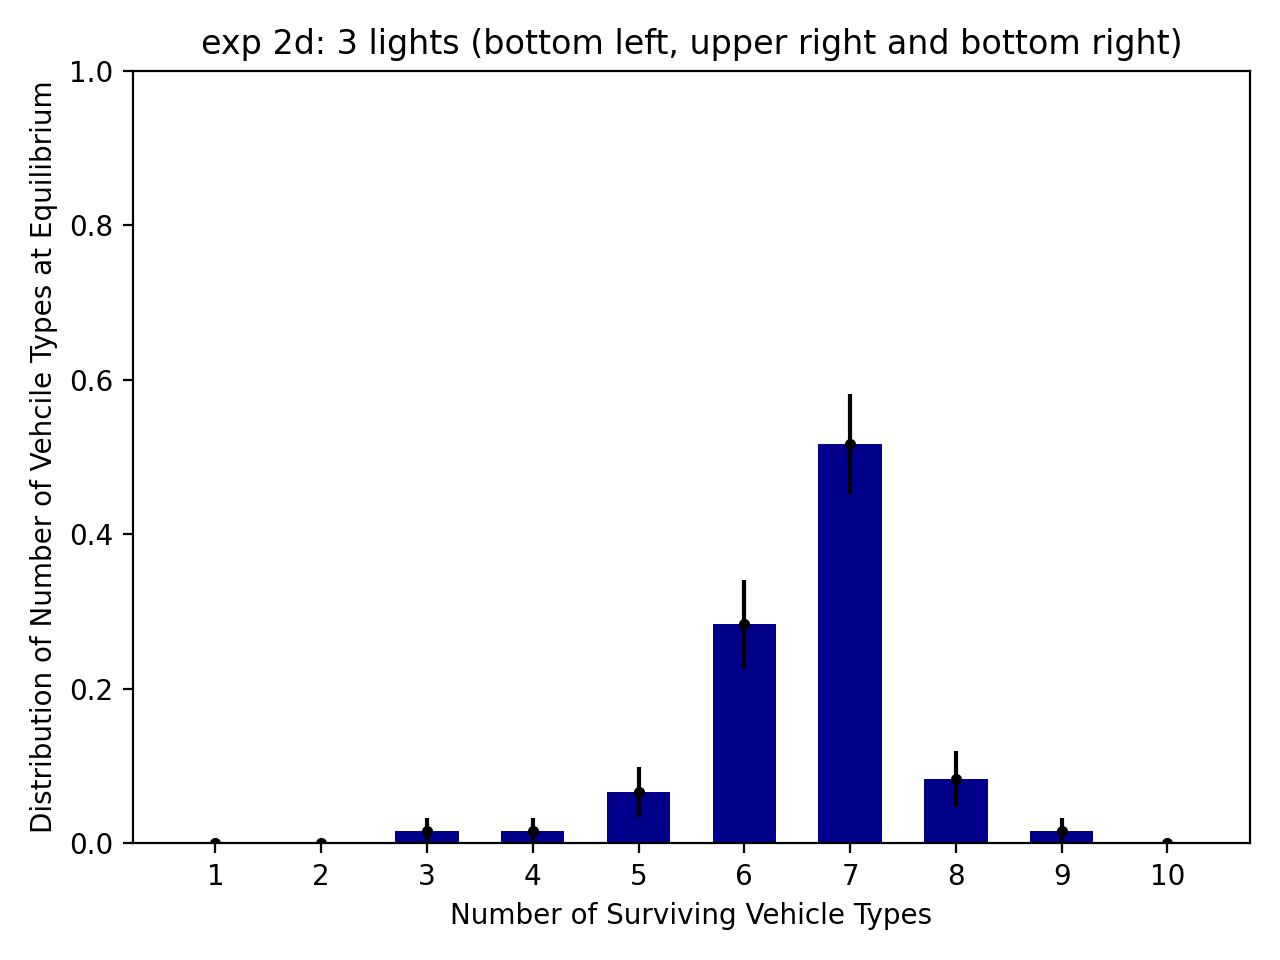 exp 2d: 3 lights (bottom left, upper right and bottom right)
Distribution of Number of Vehcile Types at Equilibrium
1.0
0.8
0.6
0.4
0.2
0.0
1 2 3 4 5 6 7 8 9 10
Number of Surviving Vehicle Types